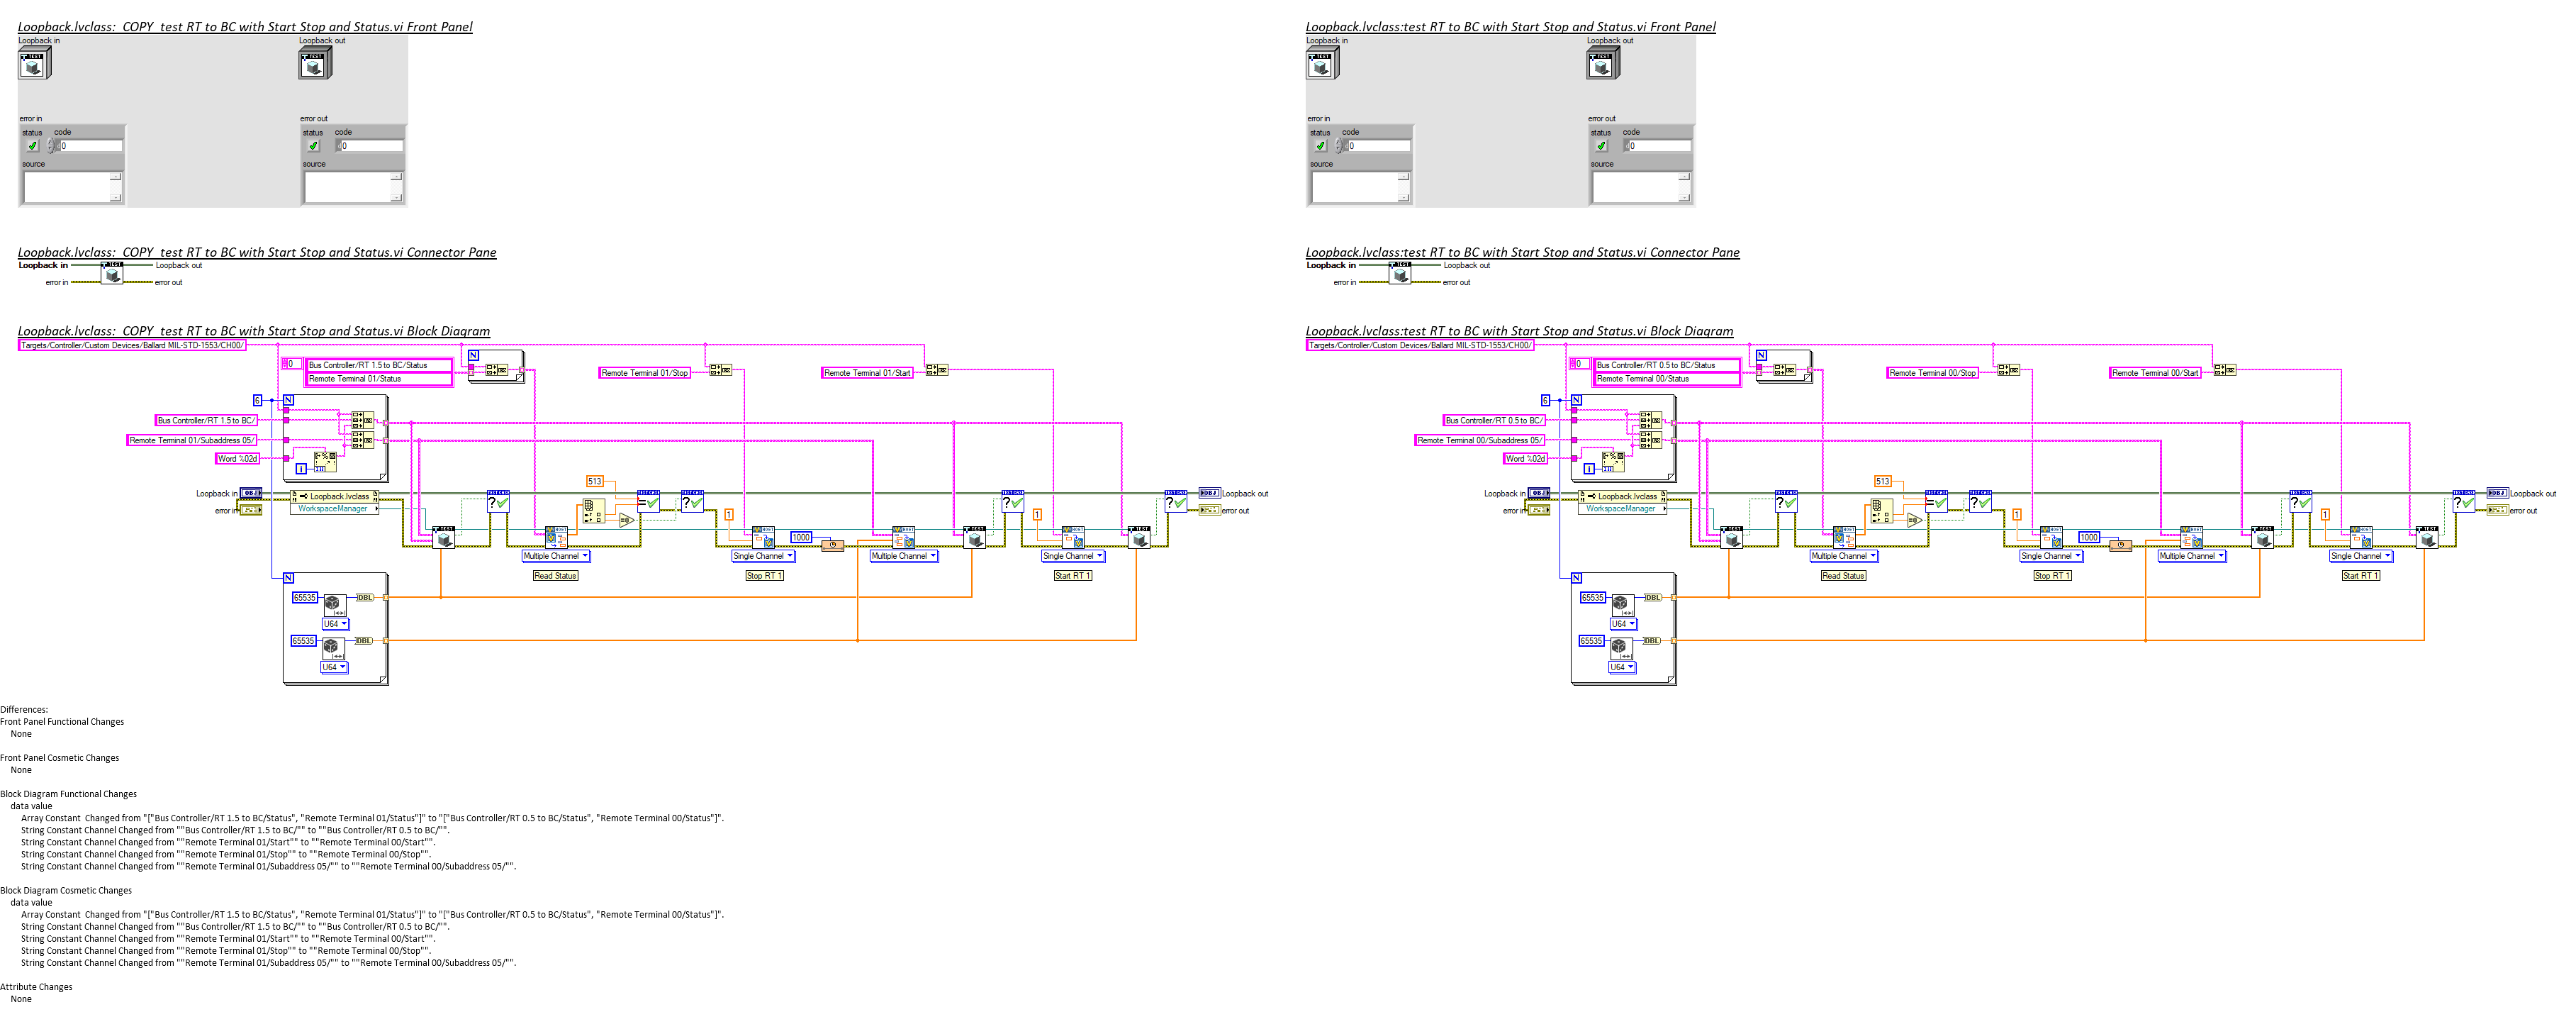 Loopback.lvclass:  COPY  test RT to BC with Start Stop and Status.vi Front Panel
Loopback in
Loopback out
TEST
TEST
error in
error out
status code
status code
0
0
source
source
Loopback.lvclass:  COPY  test RT to BC with Start Stop and Status.vi Connector Pane
Loopback in
TEST
Loopback out
error in
error out
Loopback.lvclass:  COPY  test RT to BC with Start Stop and Status.vi Block Diagram
Targets/Controller/Custom Devices/Ballard MIL-STD-1553/CH00/
N
0
Bus Controller/RT 1.5 to BC/Status
Remote Terminal 01/Status
Remote Terminal 01/Stop
Remote Terminal 01/Start
6
N
Bus Controller/RT 1.5 to BC/
Remote Terminal 01/Subaddress 05/
Word %02d
i
513
Loopback in
OBJ
Loopback.lvclass
WorkspaceManager
error in
OBJ
Loopback out
error out
1
1
TEST
TEST
TEST
1000
Multiple Channel
Single Channel
Multiple Channel
Single Channel
Read Status
Stop RT 1
Start RT 1
N
65535
DBL
U64
65535
DBL
U64
Loopback.lvclass:test RT to BC with Start Stop and Status.vi Front Panel
Loopback in
Loopback out
TEST
TEST
error in
error out
status code
status code
0
0
source
source
Loopback.lvclass:test RT to BC with Start Stop and Status.vi Connector Pane
Loopback in
TEST
Loopback out
error in
error out
Loopback.lvclass:test RT to BC with Start Stop and Status.vi Block Diagram
Targets/Controller/Custom Devices/Ballard MIL-STD-1553/CH00/
N
0
Bus Controller/RT 0.5 to BC/Status
Remote Terminal 00/Status
Remote Terminal 00/Stop
Remote Terminal 00/Start
6
N
Bus Controller/RT 0.5 to BC/
Remote Terminal 00/Subaddress 05/
Word %02d
i
513
Loopback in
OBJ
Loopback.lvclass
WorkspaceManager
error in
OBJ
Loopback out
error out
1
1
TEST
TEST
TEST
1000
Multiple Channel
Single Channel
Multiple Channel
Single Channel
Read Status
Stop RT 1
Start RT 1
N
65535
DBL
U64
65535
DBL
U64
Differences:
Front Panel Functional Changes
None
Front Panel Cosmetic Changes
None
Block Diagram Functional Changes
data value
Array Constant  Changed from "["Bus Controller/RT 1.5 to BC/Status", "Remote Terminal 01/Status"]" to "["Bus Controller/RT 0.5 to BC/Status", "Remote Terminal 00/Status"]".
String Constant Channel Changed from ""Bus Controller/RT 1.5 to BC/"" to ""Bus Controller/RT 0.5 to BC/"".
String Constant Channel Changed from ""Remote Terminal 01/Start"" to ""Remote Terminal 00/Start"".
String Constant Channel Changed from ""Remote Terminal 01/Stop"" to ""Remote Terminal 00/Stop"".
String Constant Channel Changed from ""Remote Terminal 01/Subaddress 05/"" to ""Remote Terminal 00/Subaddress 05/"".
Block Diagram Cosmetic Changes
data value
Array Constant  Changed from "["Bus Controller/RT 1.5 to BC/Status", "Remote Terminal 01/Status"]" to "["Bus Controller/RT 0.5 to BC/Status", "Remote Terminal 00/Status"]".
String Constant Channel Changed from ""Bus Controller/RT 1.5 to BC/"" to ""Bus Controller/RT 0.5 to BC/"".
String Constant Channel Changed from ""Remote Terminal 01/Start"" to ""Remote Terminal 00/Start"".
String Constant Channel Changed from ""Remote Terminal 01/Stop"" to ""Remote Terminal 00/Stop"".
String Constant Channel Changed from ""Remote Terminal 01/Subaddress 05/"" to ""Remote Terminal 00/Subaddress 05/"".
Attribute Changes
None